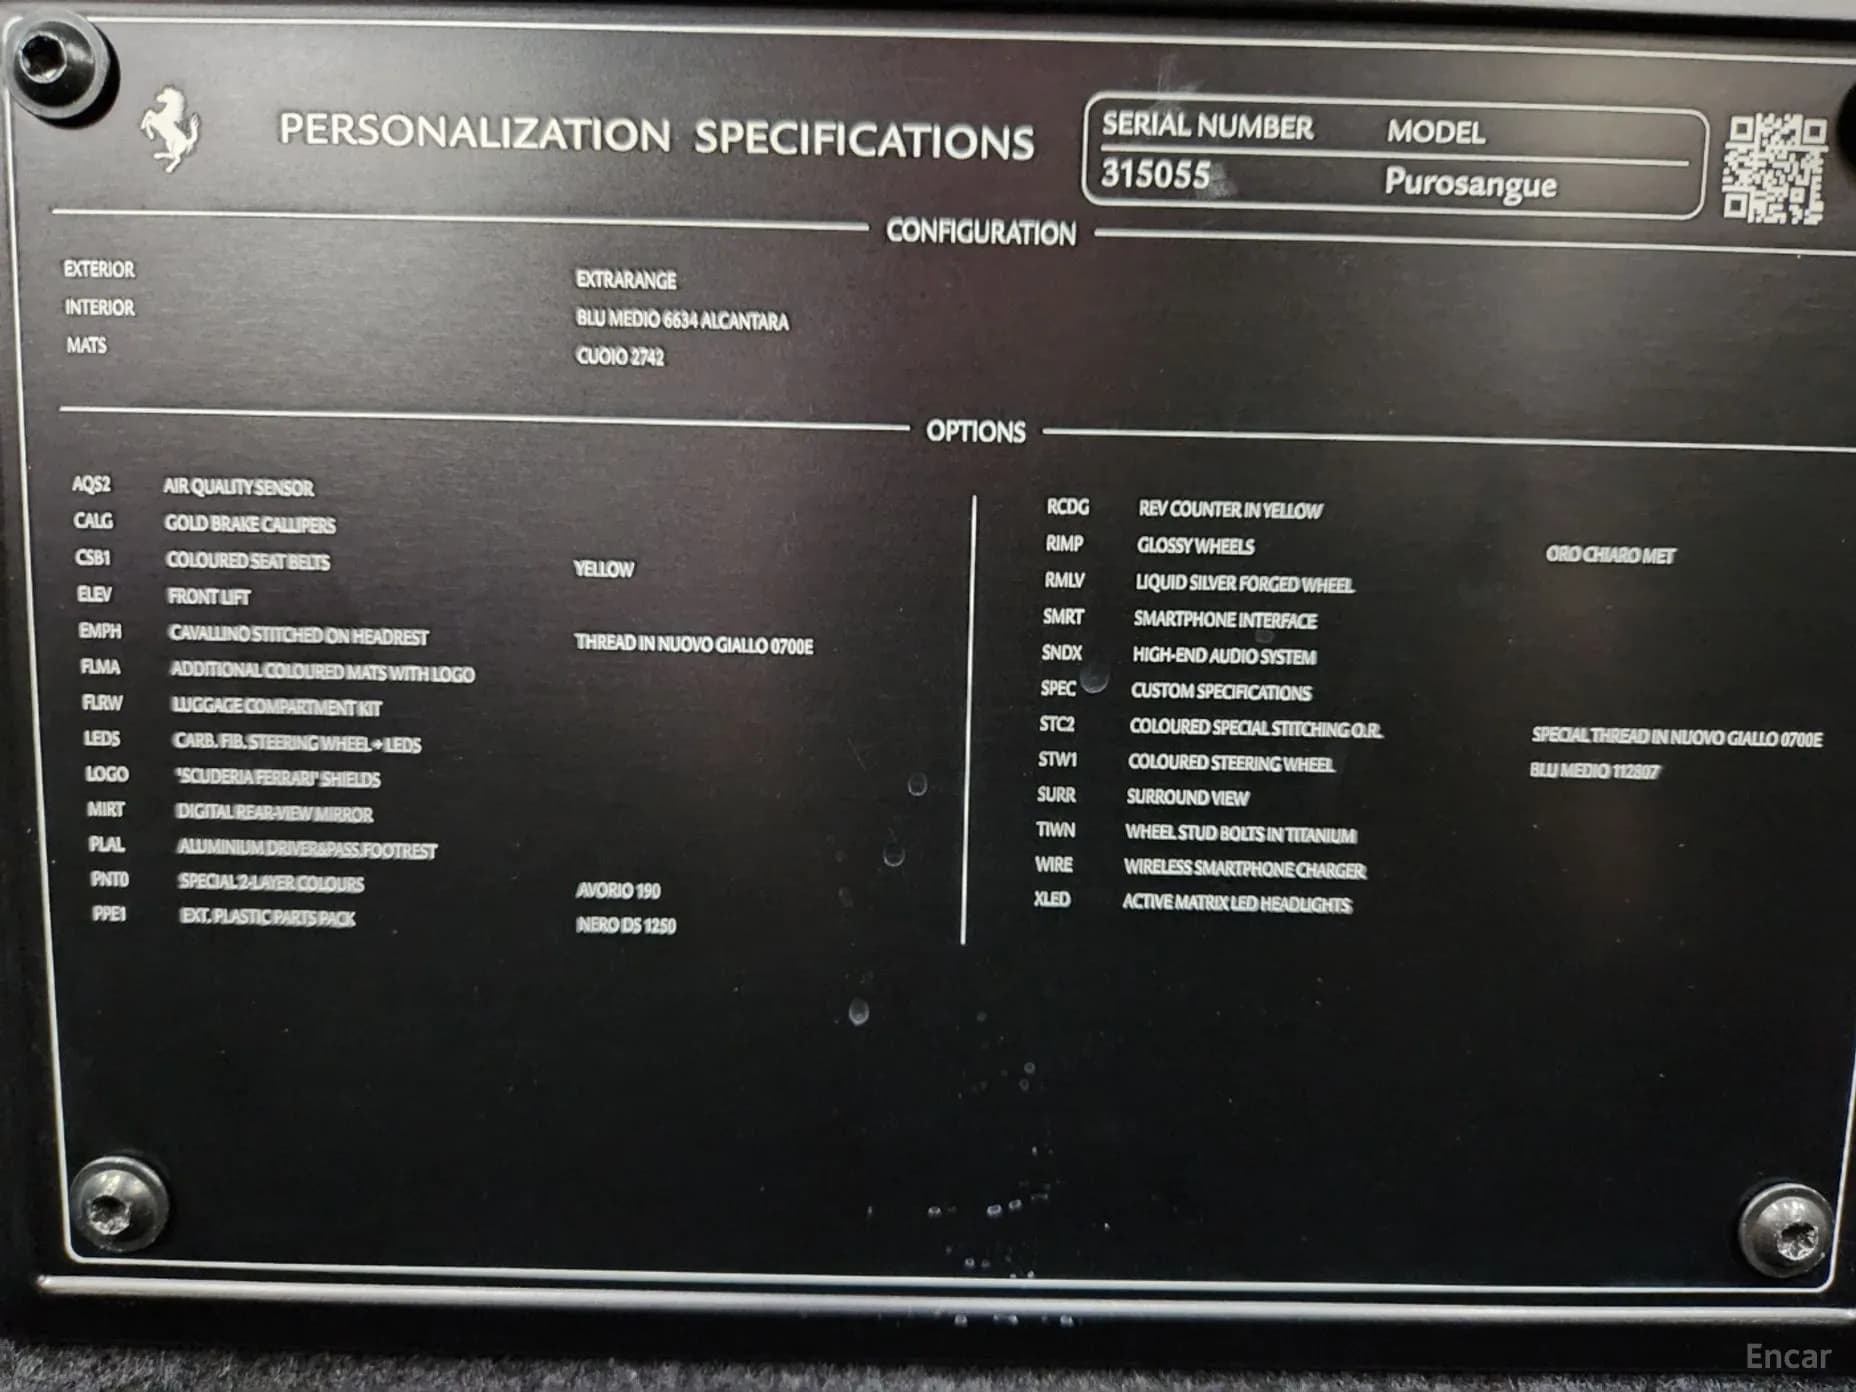 PERSONALIZATION SPECIFICATIONS
SERIAL NUMBER MODEL
315055 Purosangue
CONFIGURATION
EXTERIOR EXTRARANGE
INTERIOR BLU MEDIO 6634 ALCANTARA
MATS CUOIO 2742
OPTIONS
AQS2 AIR QUALITY SENSOR
CALG GOLD BRAKE CALLIPERS
CSB1 COLOURED SEAT BELTS YELLOW
ELEV FRONT LIFT
EMPH CAVALLINO STITCHED ON HEADREST THREAD IN NUOVO GIALLO 0700E
FLMA ADDITIONAL COLOURED MATS WITH LOGO
FLRW LUGGAGE COMPARTMENT KIT
LEDS CARB. FIB. STEERING WHEEL + LEDS
LOGO "SCUDERIA FERRARI" SHIELDS
MIRT DIGITAL REAR-VIEW MIRROR
PLAL ALUMINIUM DRIVER&PASS.FOOTREST
PNT0 SPECIAL 2-LAYER COLOURS AVORIO 190
PPE1 EXT. PLASTIC PARTS PACK NERO DS 1250
RCDG REV COUNTER IN YELLOW
RIMP GLOSSY WHEELS ORO CHIARO MET
RMLV LIQUID SILVER FORGED WHEEL
SMRT SMARTPHONE INTERFACE
SNDX HIGH-END AUDIO SYSTEM
SPEC CUSTOM SPECIFICATIONS
STC2 COLOURED SPECIAL STITCHING O.R. SPECIAL THREAD IN NUOVO GIALLO 0700E
STW1 COLOURED STEERING WHEEL BLU MEDIO 112807
SURR SURROUND VIEW
TIWN WHEEL STUD BOLTS IN TITANIUM
WIRE WIRELESS SMARTPHONE CHARGER
XLED ACTIVE MATRIX LED HEADLIGHTS
Encar